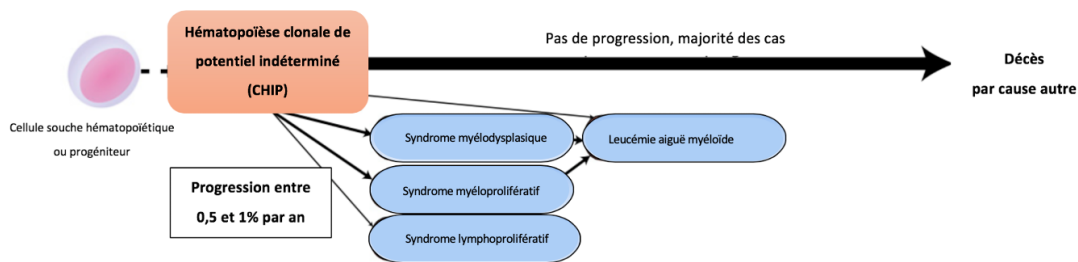 Hématopoïèse clonale de
potentiel indéterminé
(CHIP)
Pas de progression, majorité des cas
Décès
par cause autre
Cellule souche hématopoïétique
ou progéniteur
Syndrome myélodysplasique
Leucémie aiguë myéloïde
Progression entre
0,5 et 1% par an
Syndrome myéloprolifératif
Syndrome lymphoprolifératif